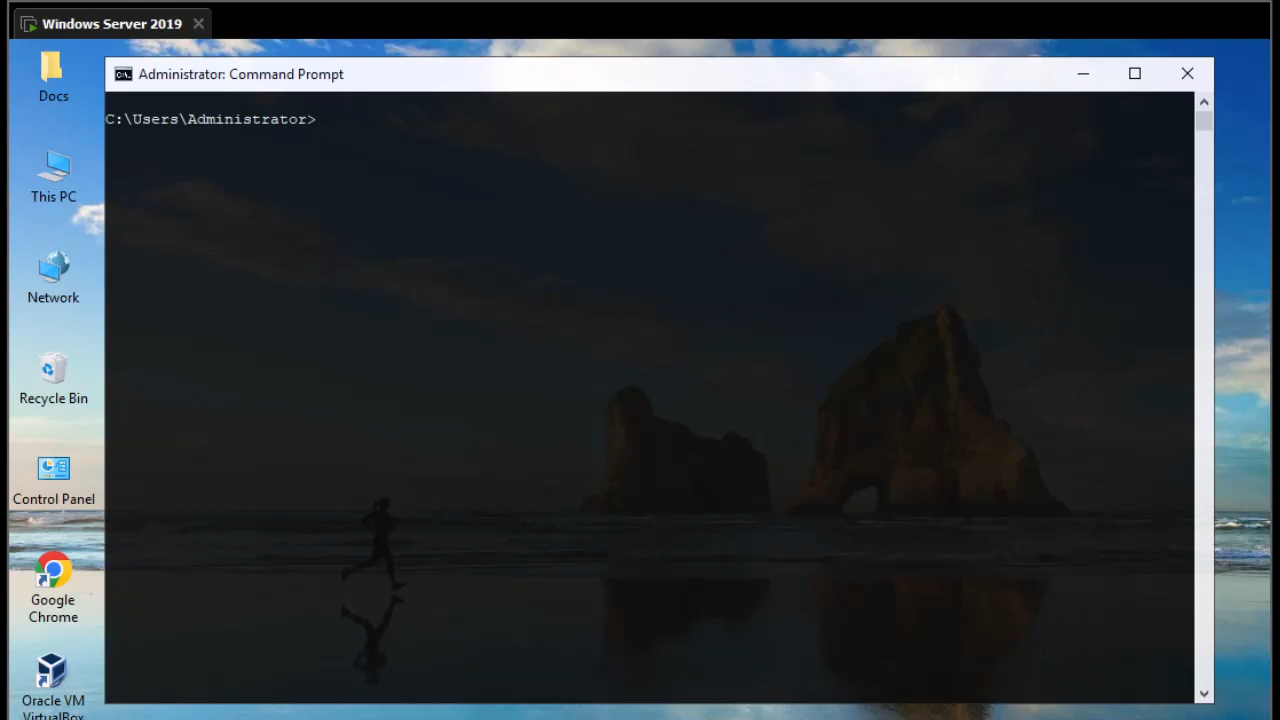 Windows Server 2019
Docs
Administrator: Command Prompt
C:\Users\Administrator>
This PC
Network
Recycle Bin
Control Panel
Google
Chrome
Oracle VM
VirtualBox